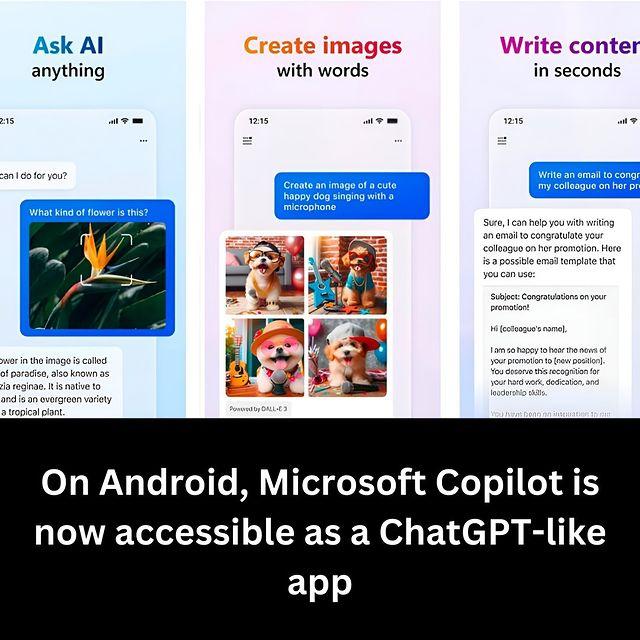 Ask AI
anything
2:15
can I do for you?
What kind of flower is this?
ower in the image is called
of paradise, also known as
zia reginae. It is native to
and is an evergreen variety
a tropical plant.
Create images
with words
12:15
Create an image of a cute
happy dog singing with a
microphone
Powered by DALL•E 3
Write conten
in seconds
12:15
Write an email to congr
my colleague on her pro
Sure, I can help you with writing
an email to congratulate your
colleague on her promotion. Here
is a possible email template that
you can use:
Subject: Congratulations on your
promotion!
Hi [colleague's name],
I am so happy to hear the news of
your promotion to [new position].
You deserve this recognition for
your hard work, dedication, and
leadership skills.
You have been an inspiration to me
On Android, Microsoft Copilot is
now accessible as a ChatGPT-like
app